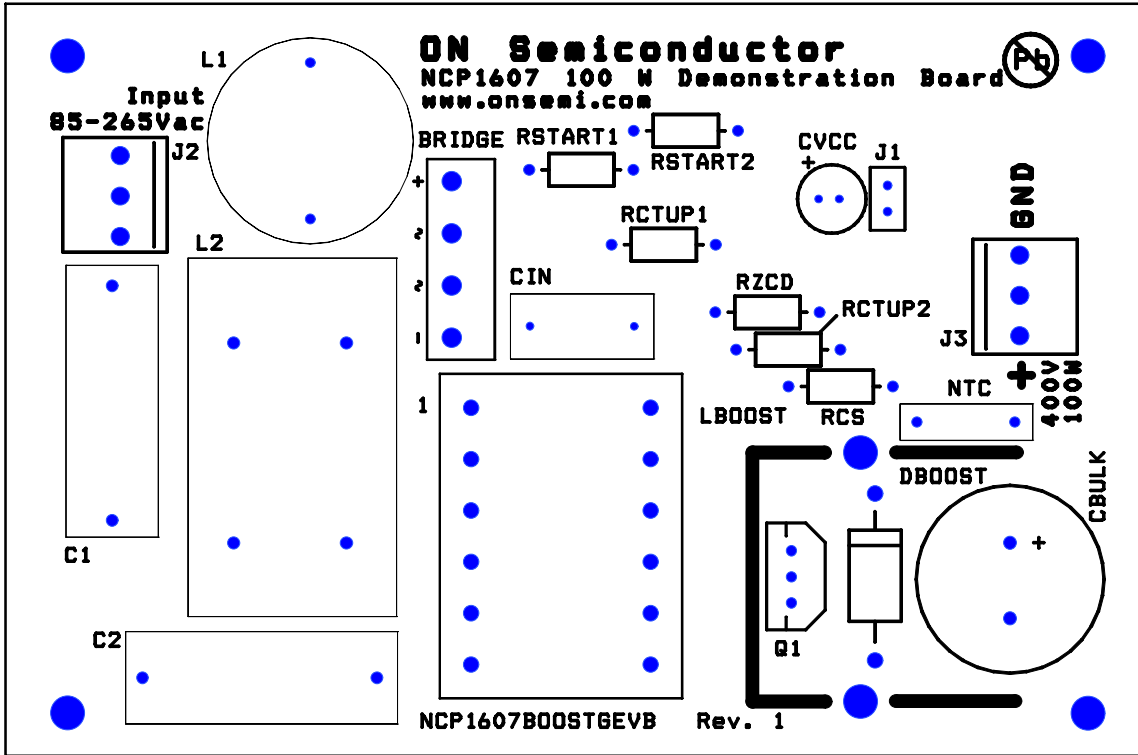 ON Semiconductor
NCP1607 100 W Demonstration Board
www.onsemi.com
Pb
L1
Input
85-265Vac
J2
BRIDGE
+
~
~
-
RSTART1
RSTART2
CVCC
+
J1
GND
RCTUP1
L2
CIN
RZCD
RCTUP2
J3
+
400V
100W
NTC
1
LBOOST
RCS
DBOOST
CBULK
+
C1
Q1
C2
NCP1607BOOSTGEVB Rev. 1